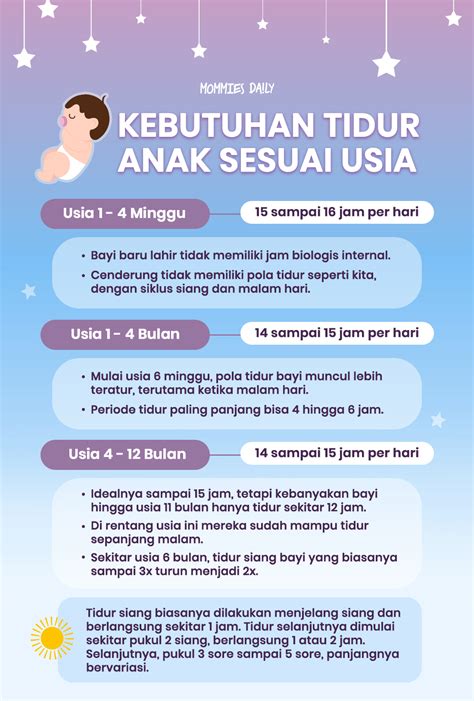 MOMMIES DAILY
KEBUTUHAN TIDUR
ANAK SESUAI USIA
Usia 1 - 4 Minggu
15 sampai 16 jam per hari
• Bayi baru lahir tidak memiliki jam biologis internal.
• Cenderung tidak memiliki pola tidur seperti kita,
dengan siklus siang dan malam hari.
Usia 1 - 4 Bulan
14 sampai 15 jam per hari
• Mulai usia 6 minggu, pola tidur bayi muncul lebih
teratur, terutama ketika malam hari.
• Periode tidur paling panjang bisa 4 hingga 6 jam.
Usia 4 - 12 Bulan
14 sampai 15 jam per hari
• Idealnya sampai 15 jam, tetapi kebanyakan bayi
hingga usia 11 bulan hanya tidur sekitar 12 jam.
• Di rentang usia ini mereka sudah mampu tidur
sepanjang malam.
• Sekitar usia 6 bulan, tidur siang bayi yang biasanya
sampai 3x turun menjadi 2x.
Tidur siang biasanya dilakukan menjelang siang dan
berlangsung sekitar 1 jam. Tidur selanjutnya dimulai
sekitar pukul 2 siang, berlangsung 1 atau 2 jam.
Selanjutnya, pukul 3 sore sampai 5 sore, panjangnya
bervariasi.